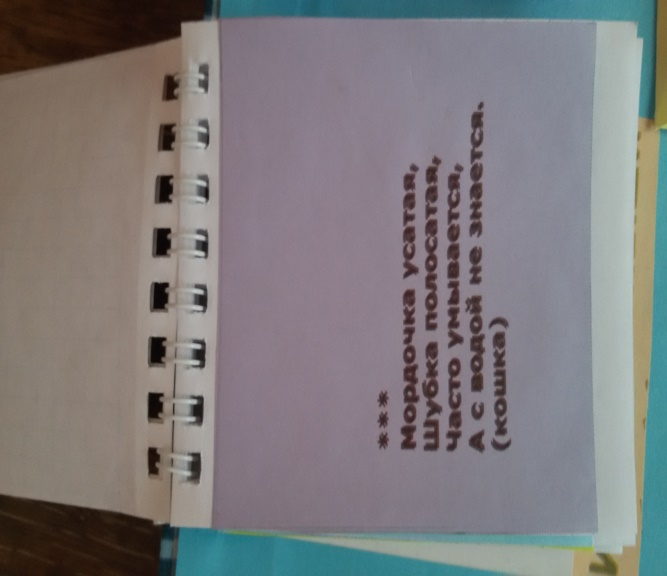 ***
Мордочка усатая,
Шубка полосатая,
Часто умывается,
А с водой не знается.
(кошка)